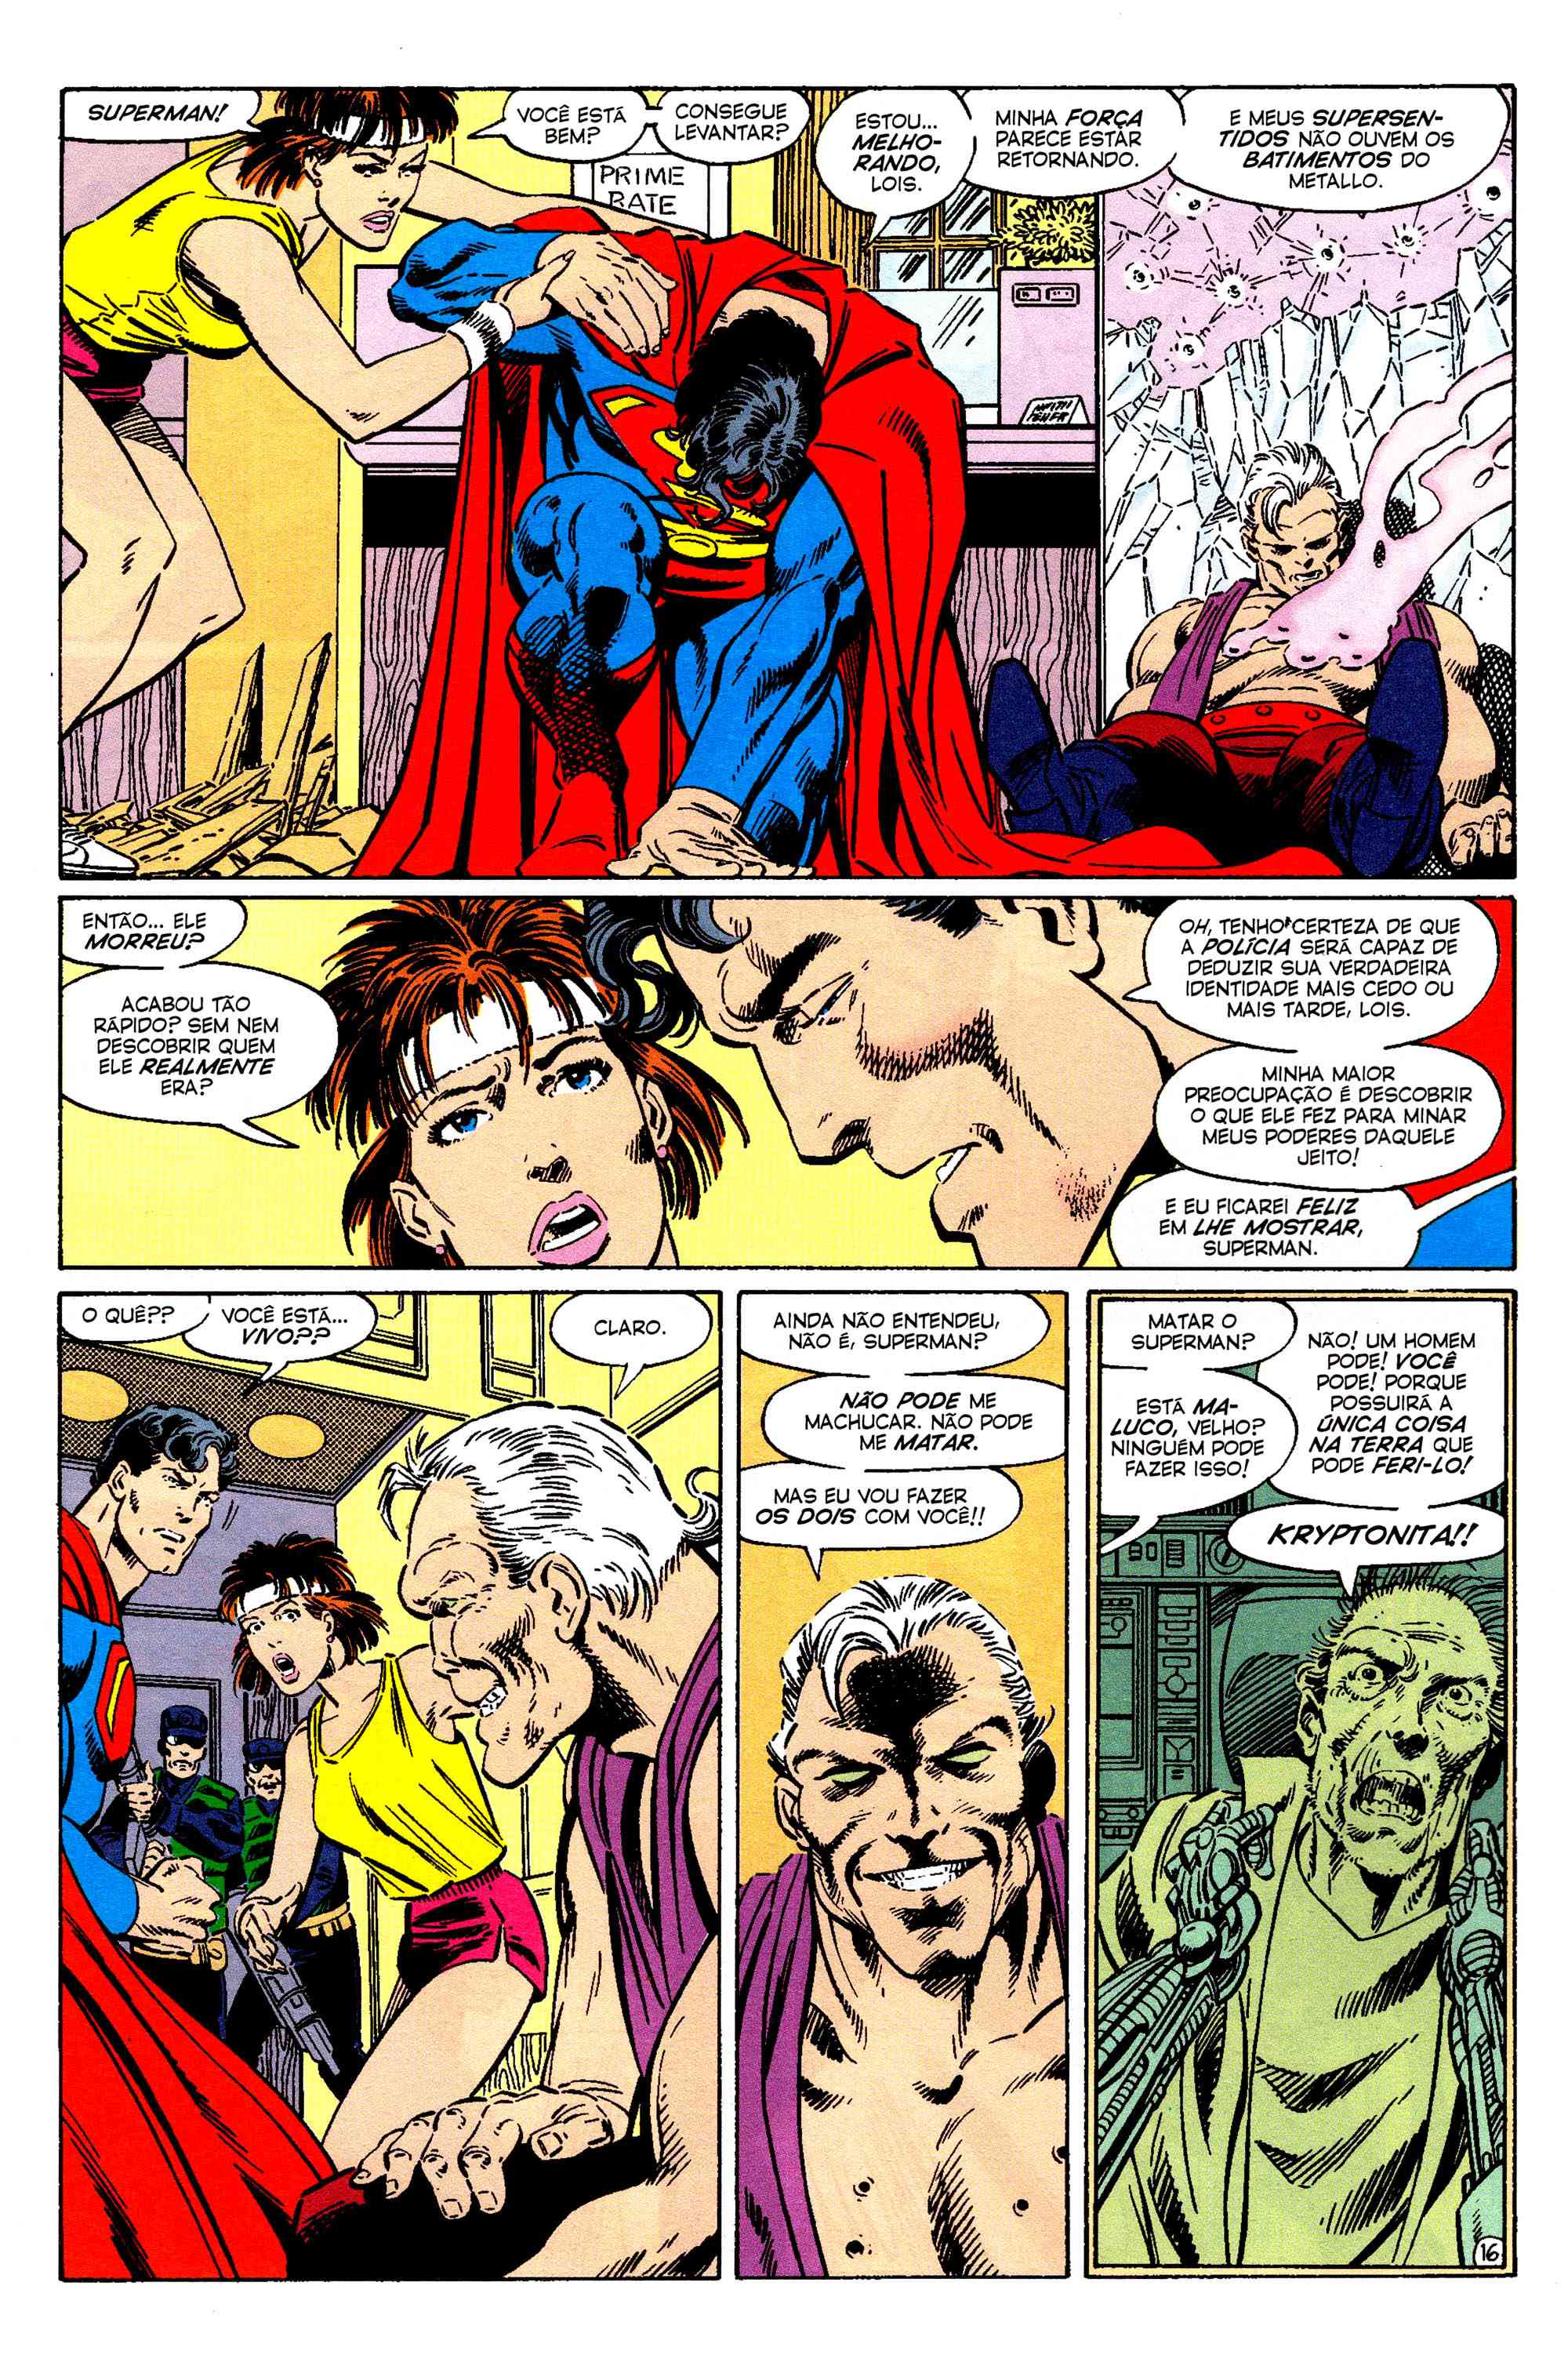 SUPERMAN!
VOCÊ ESTÁ
BEM?
CONSEGUE
LEVANTAR?
PRIME
RATE
ESTOU...
MELHO-
RANDO,
LOIS.
MINHA FORÇA
PARECE ESTAR
RETORNANDO.
E MEUS SUPERSEN-
TIDOS NÃO OUVEM OS
BATIMENTOS DO
METALLO.
ENTÃO... ELE
MORREU?
ACABOU TÃO
RÁPIDO? SEM NEM
DESCOBRIR QUEM
ELE REALMENTE
ERA?
OH, TENHO CERTEZA DE QUE
A POLÍCIA SERÁ CAPAZ DE
DEDUZIR SUA VERDADEIRA
IDENTIDADE MAIS CEDO OU
MAIS TARDE, LOIS.
MINHA MAIOR
PREOCUPAÇÃO É DESCOBRIR
O QUE ELE FEZ PARA MINAR
MEUS PODERES DAQUELE
JEITO!
E EU FICAREI FELIZ
EM LHE MOSTRAR,
SUPERMAN.
O QUÊ??
VOCÊ ESTÁ...
VIVO??
CLARO.
AINDA NÃO ENTENDEU,
NÃO É, SUPERMAN?
NÃO PODE ME
MACHUCAR. NÃO PODE
ME MATAR.
MAS EU VOU FAZER
OS DOIS COM VOCÊ!!
MATAR O
SUPERMAN?
ESTÁ MA-
LUCO, VELHO?
NINGUÉM PODE
FAZER ISSO!
NÃO! UM HOMEM
PODE! VOCÊ
PODE! PORQUE
POSSUIRÁ A
ÚNICA COISA
NA TERRA QUE
PODE FERI-LO!
KRYPTONITA!!
16